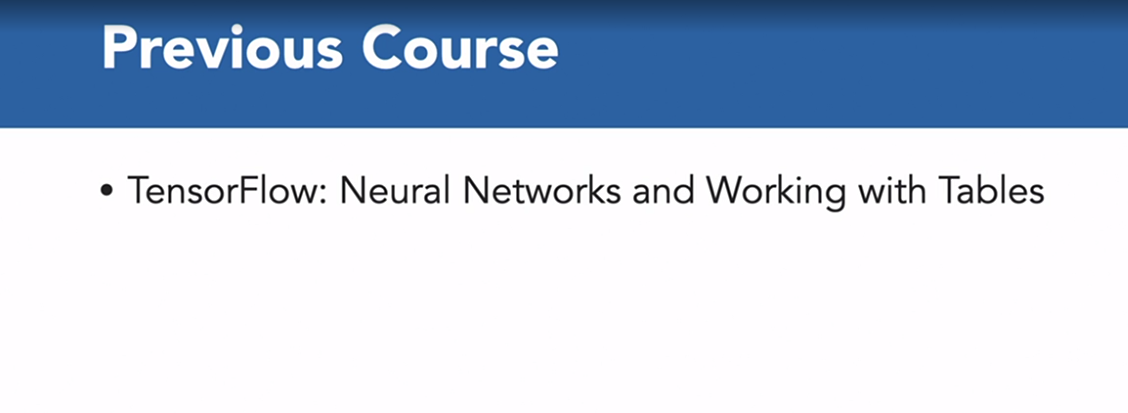 Previous Course
• TensorFlow: Neural Networks and Working with Tables